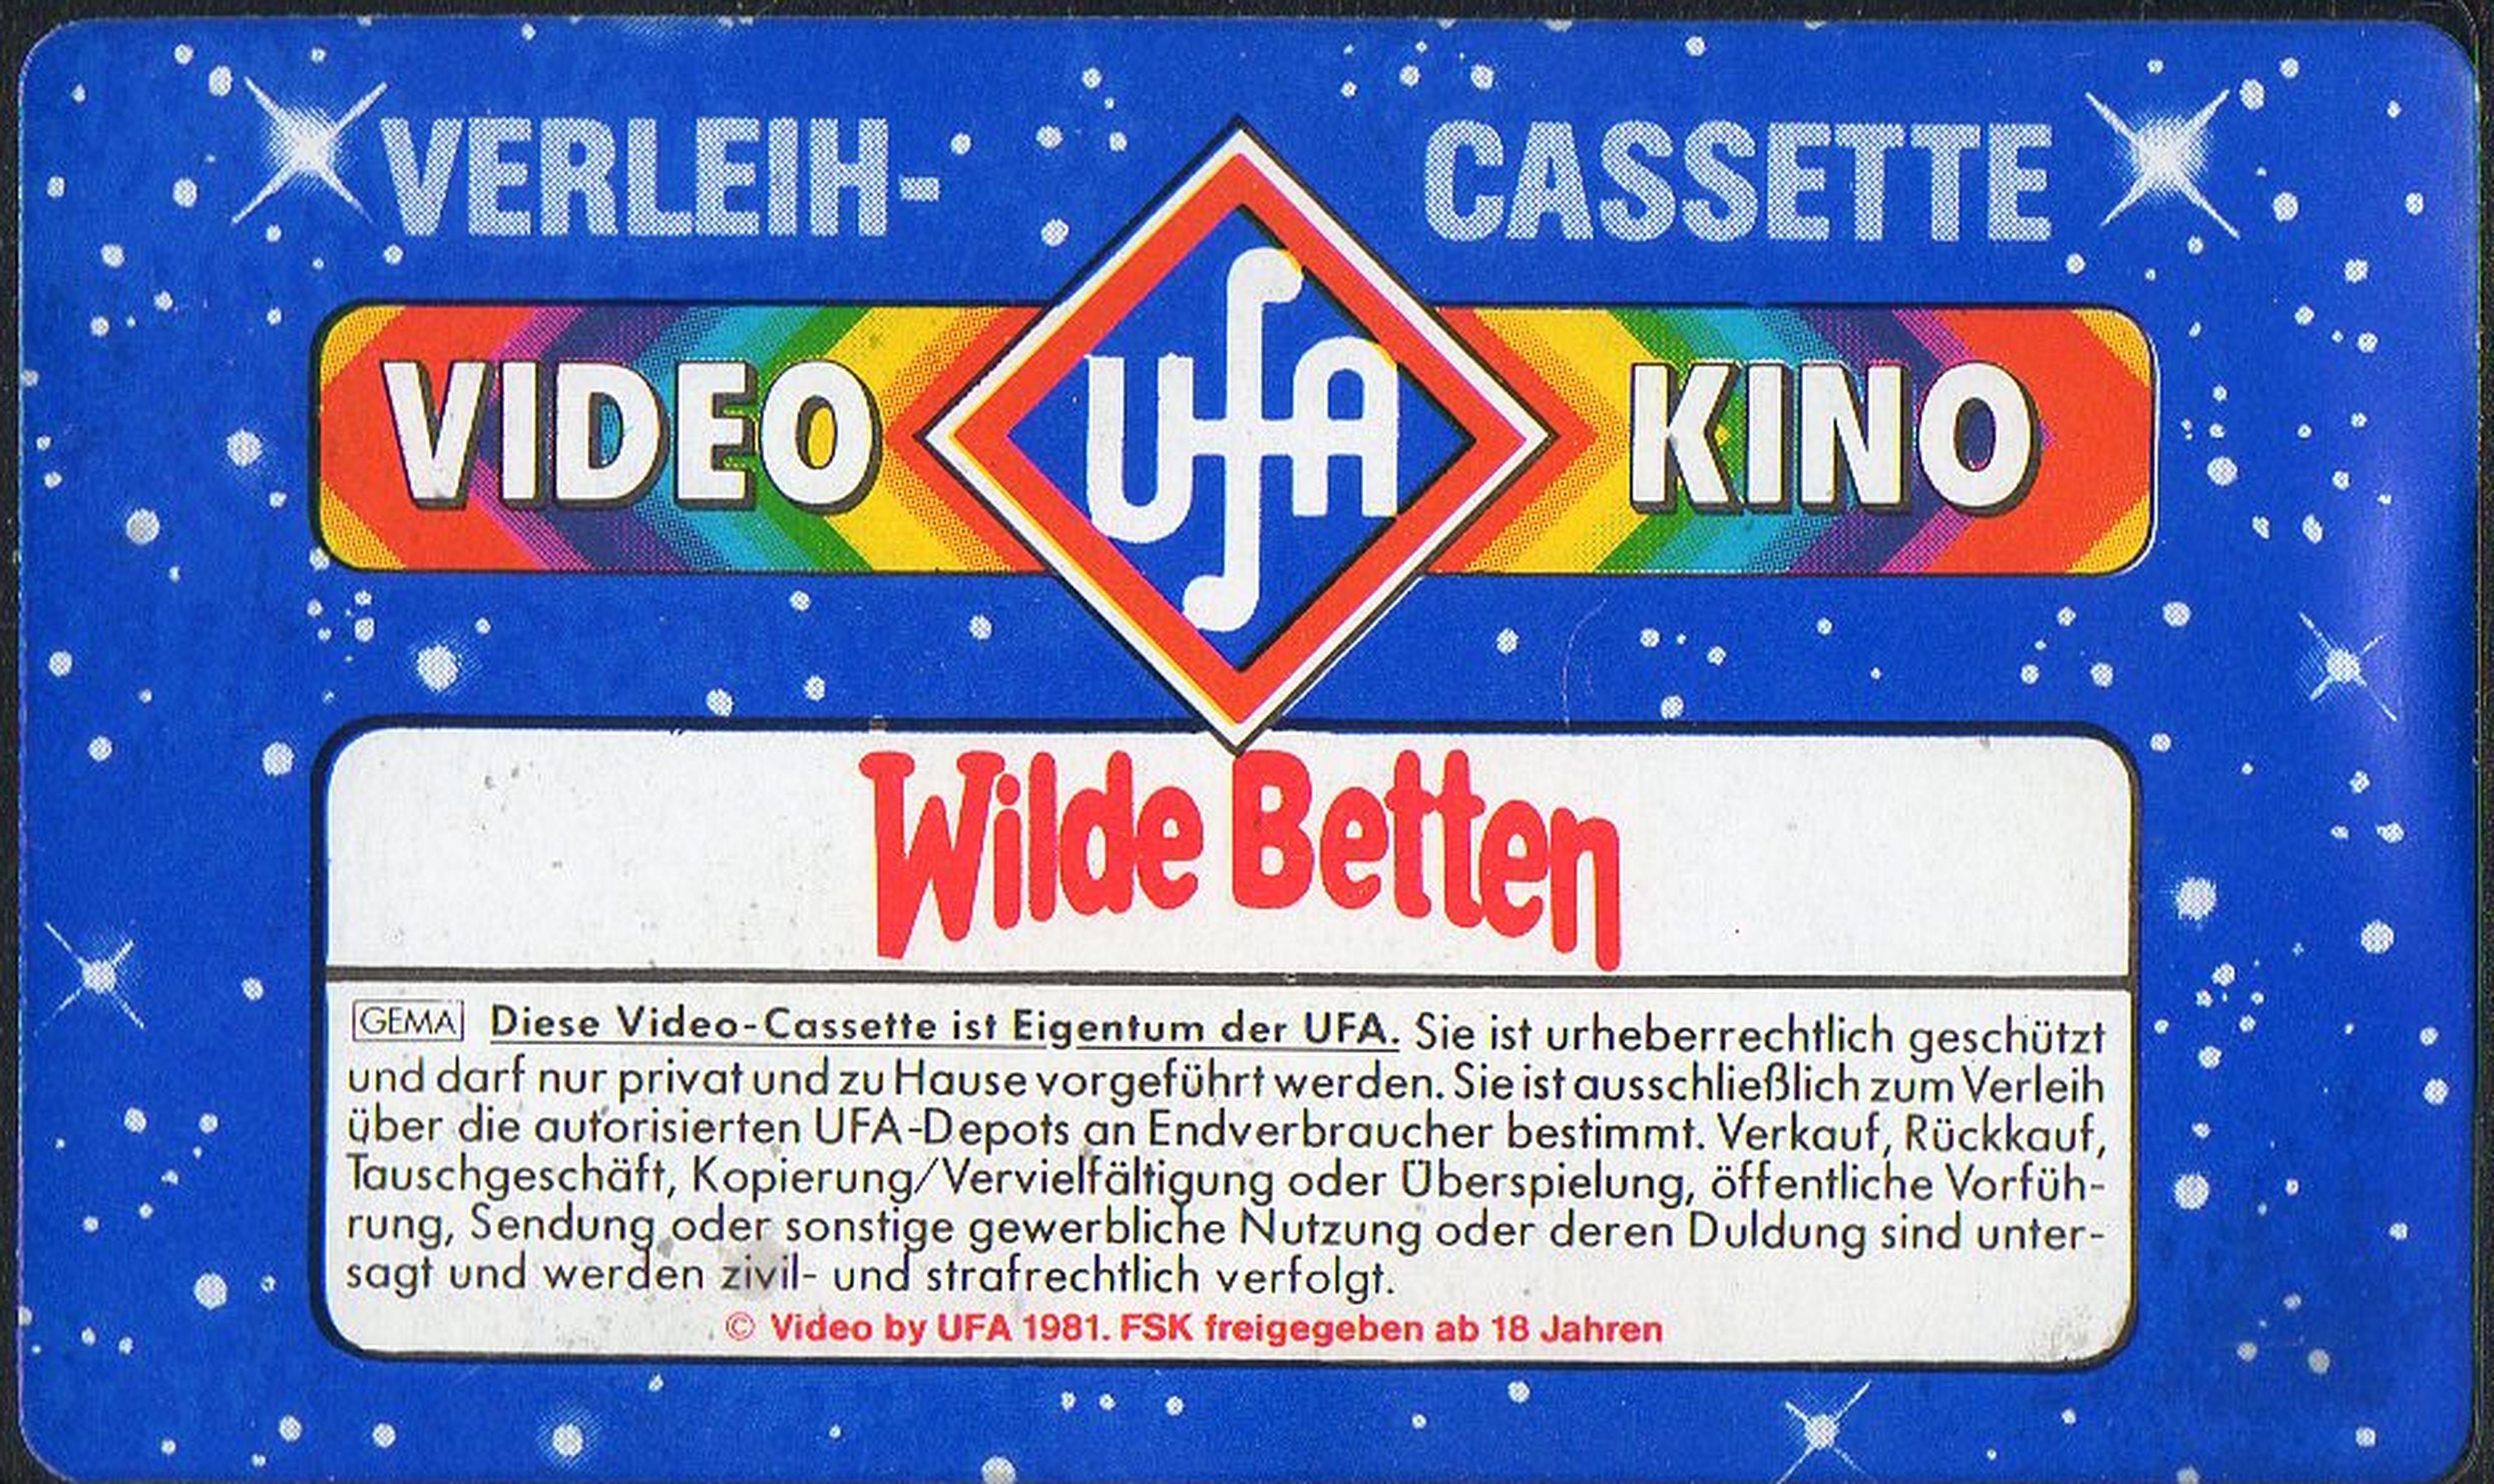 VERLEIH- CASSETTE
VIDEO UfA KINO
Wilde Betten
GEMA Diese Video-Cassette ist Eigentum der UFA. Sie ist urheberrechtlich geschützt
und darf nur privat und zu Hause vorgeführt werden. Sie ist ausschließlich zum Verleih
über die autorisierten UFA-Depots an Endverbraucher bestimmt. Verkauf, Rückkauf,
Tauschgeschäft, Kopierung/Vervielfältigung oder Überspielung, öffentliche Vorfüh-
rung, Sendung oder sonstige gewerbliche Nutzung oder deren Duldung sind unter-
sagt und werden zivil- und strafrechtlich verfolgt.
© Video by UFA 1981. FSK freigegeben ab 18 Jahren